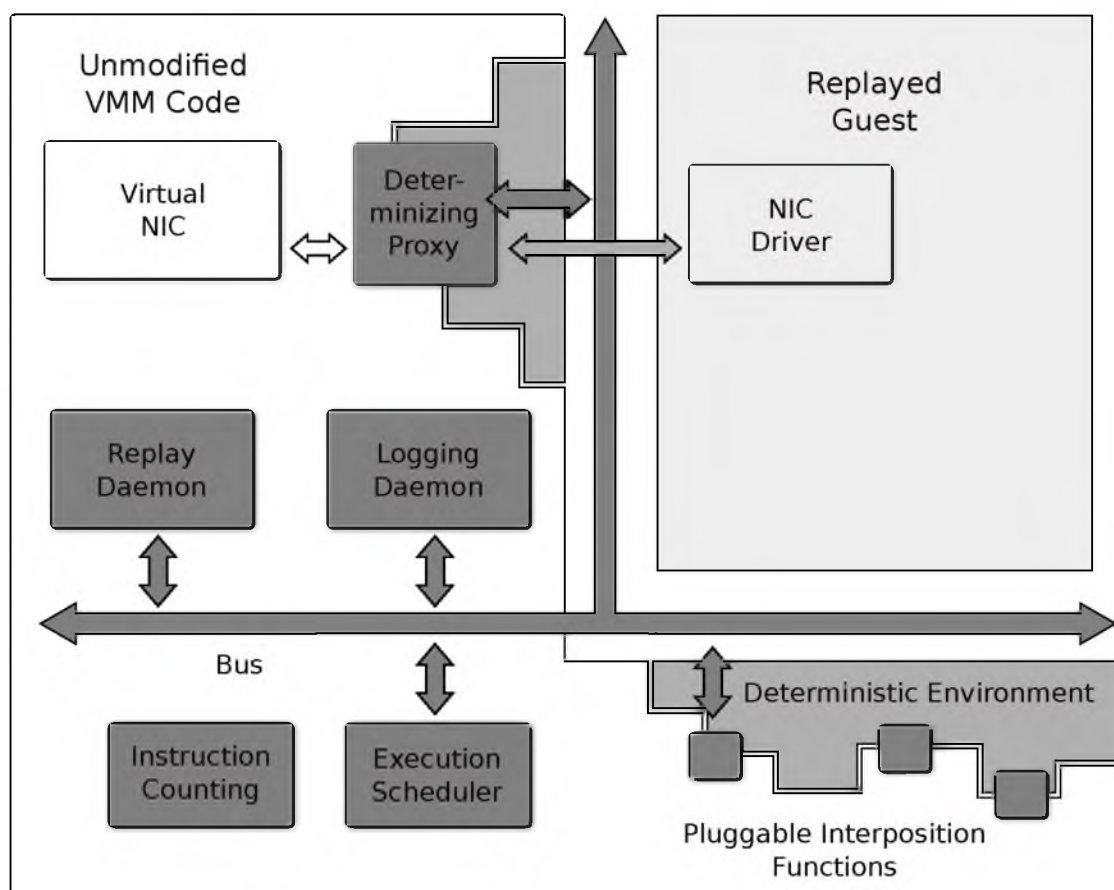 Unmodified
VMM Code
Virtual
NIC
Deter-
minizing
Proxy
Replayed
Guest
NIC
Driver
Replay
Daemon
Logging
Daemon
Bus
Instruction
Counting
Execution
Scheduler
Deterministic Environment
Pluggable Interposition
Functions